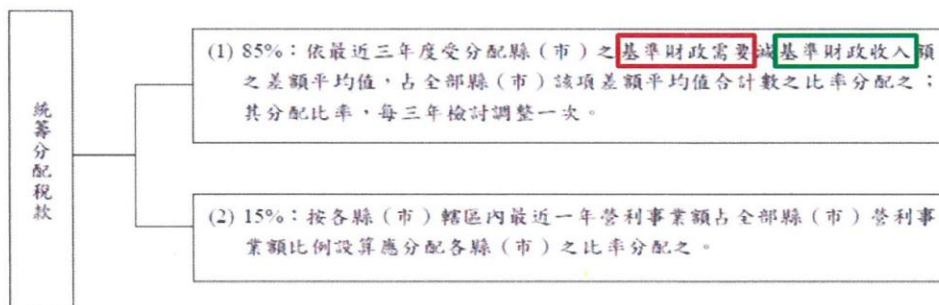 統籌分配稅款
(1) 85%：依最近三年度受分配縣（市）之基準財政需要減基準財政收入額
之差額平均值，占全部縣（市）該項差額平均值合計數之比率分配之；
其分配比率，每三年檢討調整一次。
(2) 15%：按各縣（市）轄區內最近一年營利事業額占全部縣（市）營利事
業額比例設算應分配各縣（市）之比率分配之。